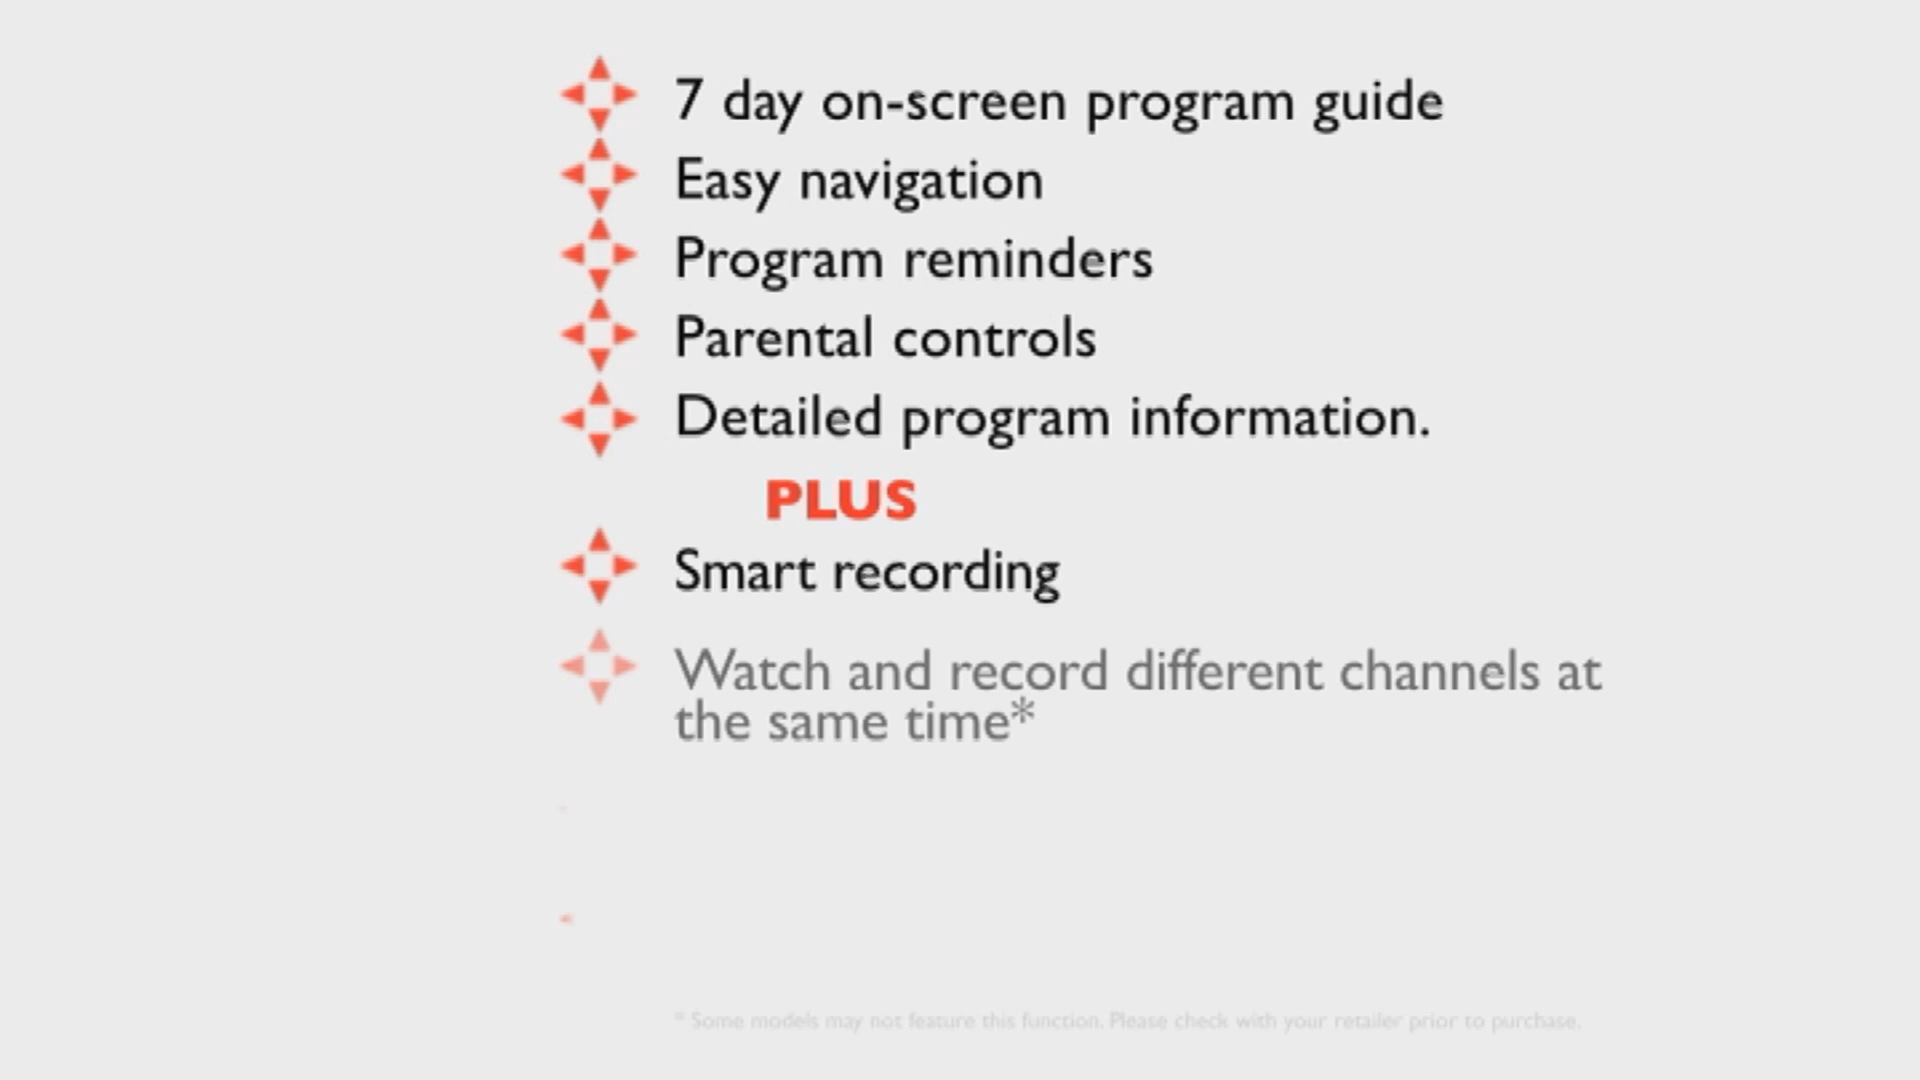 7 day on-screen program guide
Easy navigation
Program reminders
Parental controls
Detailed program information.
PLUS
Smart recording
Watch and record different channels at
the same time*
* Some models may not feature this function. Please check with your retailer prior to purchase.